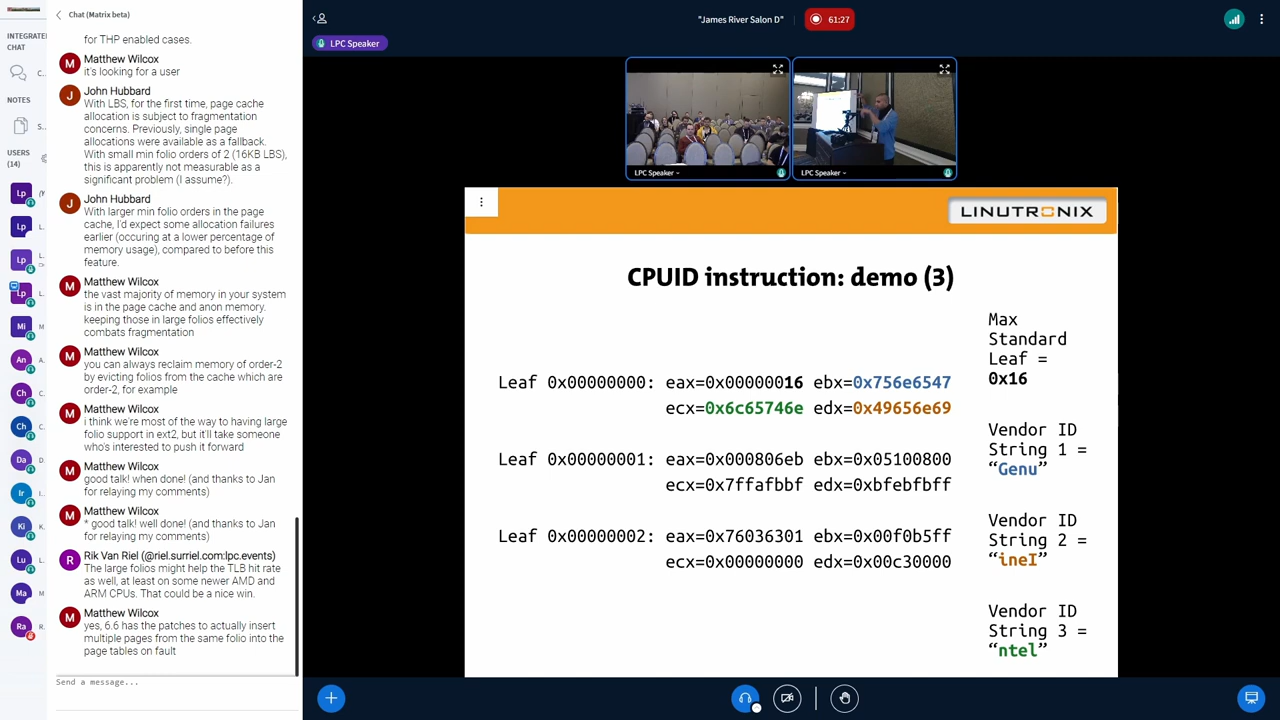 Chat (Matrix beta)
INTEGRATE
CHAT
C.
NOTES
S..
USERS
(14)
Lp
Lp
L.
Lp
L.
Lp
L.
Mi
M
An
A.
Ch
C.
Ch
C.
Da
D.
Ir
I.
Ki
K.
Lu
L.
Ma
M.
Ra
R.
for THP enabled cases.
M
Matthew Wilcox
it's looking for a user
J
John Hubbard
With LBS, for the first time, page cache
allocation is subject to fragmentation
concerns. Previously, single page
allocations were available as a fallback.
With small min folio orders of 2 (16KB LBS),
this is apparently not measurable as a
significant problem (I assume?).
J
John Hubbard
With larger min folio orders in the page
cache, I'd expect some allocation failures
earlier (occuring at a lower percentage of
memory usage), compared to before this
feature.
M
Matthew Wilcox
the vast majority of memory in your system
is in the page cache and anon memory.
keeping those in large folios effectively
combats fragmentation
M
Matthew Wilcox
you can always reclaim memory of order-2
by evicting folios from the cache which are
order-2, for example
M
Matthew Wilcox
i think we're most of the way to having large
folio support in ext2, but it'll take someone
who's interested to push it forward
M
Matthew Wilcox
good talk! when done! (and thanks to Jan
for relaying my comments)
M
Matthew Wilcox
* good talk! well done! (and thanks to Jan
for relaying my comments)
R
Rik Van Riel (@riel.surriel.com:lpc.events)
The large folios might help the TLB hit rate
as well, at least on some newer AMD and
ARM CPUs. That could be a nice win.
M
Matthew Wilcox
yes, 6.6 has the patches to actually insert
multiple pages from the same folio into the
page tables on fault
Send a message...
"James River Salon D"
61:27
LPC Speaker
LPC Speaker
LPC Speaker
LINUTRONIX
CPUID instruction: demo (3)
Leaf 0x00000000: eax=0x00000016 ebx=0x756e6547
ecx=0x6c65746e edx=0x49656e69
Leaf 0x00000001: eax=0x000806eb ebx=0x05100800
ecx=0x7ffafbbf edx=0xbfebfbff
Leaf 0x00000002: eax=0x76036301 ebx=0x00f0b5ff
ecx=0x00000000 edx=0x00c30000
Max
Standard
Leaf =
0x16
Vendor ID
String 1 =
“Genu”
Vendor ID
String 2 =
“ineI”
Vendor ID
String 3 =
“ntel”